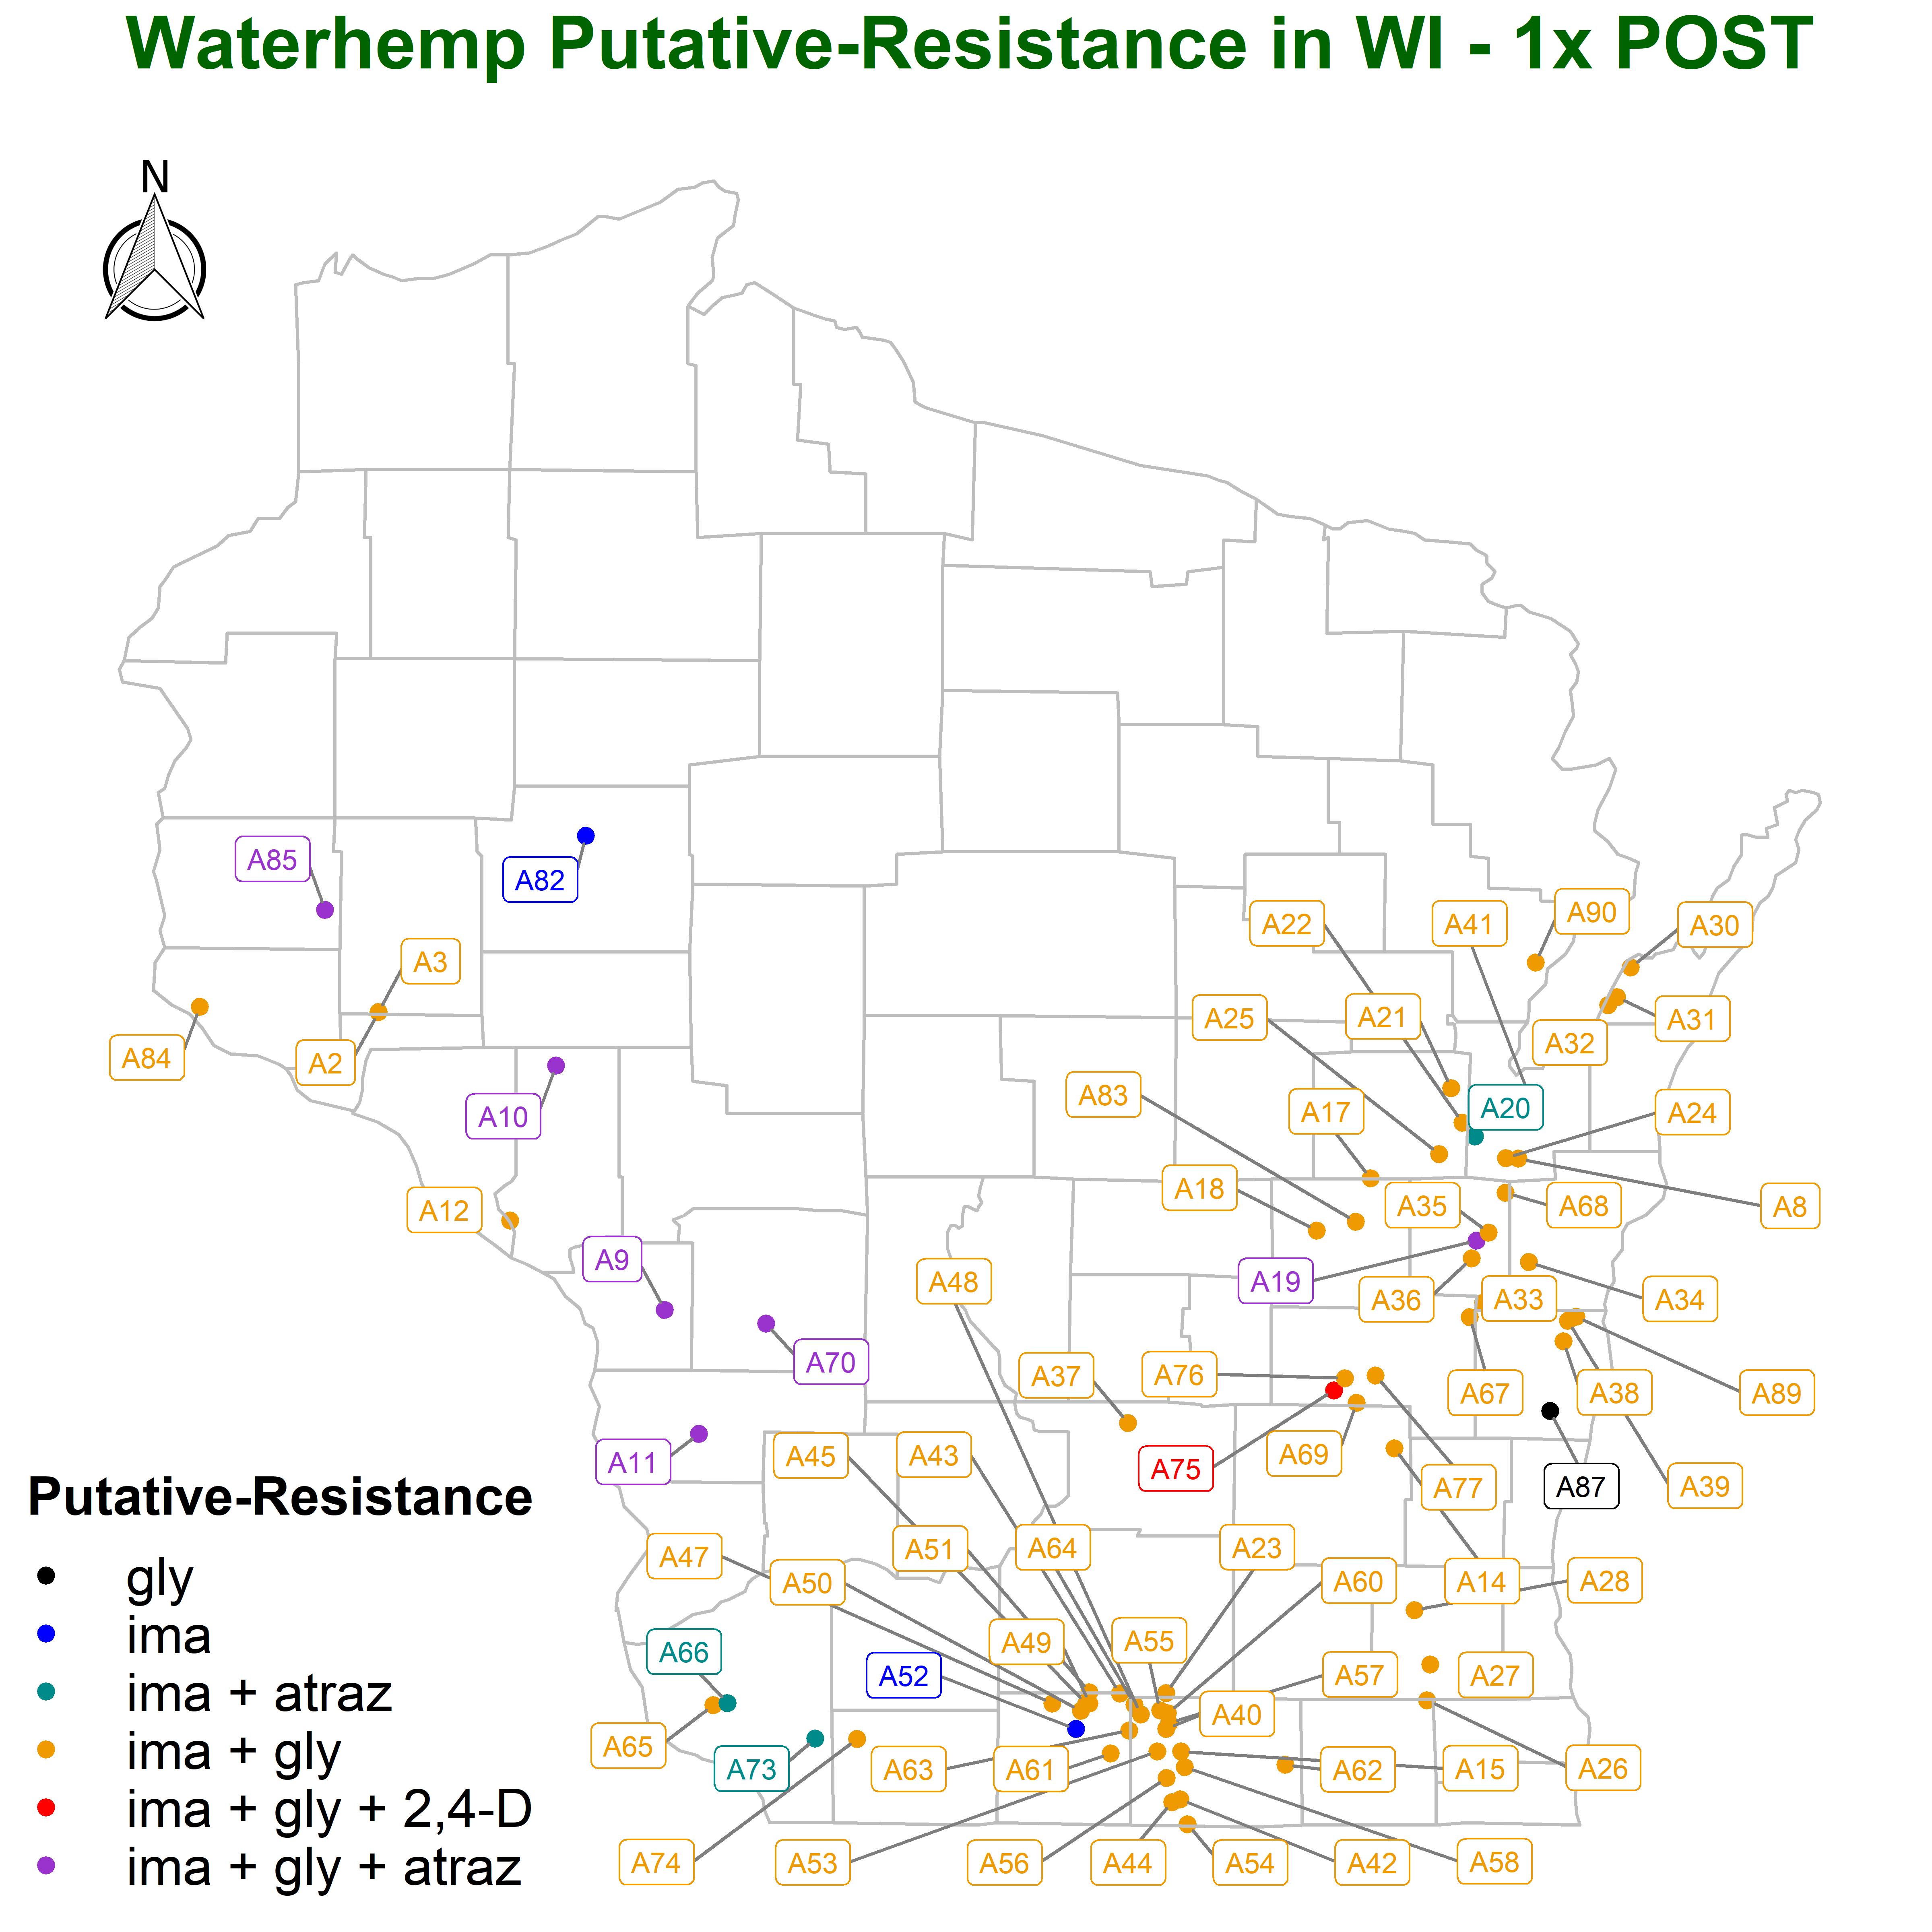 Waterhemp Putative-Resistance in WI - 1x POST
N
A85
A82
A3
A84
A2
A10
A12
A9
A70
A11
A22
A41
A90
A30
A25
A21
A32
A31
A83
A17
A20
A24
A18
A35
A68
A8
A48
A19
A36
A33
A34
A37
A76
A67
A38
A89
A45
A43
A75
A69
A77
A87
A39
A47
A51
A64
A23
A50
A60
A14
A28
A66
A49
A55
A52
A57
A27
A40
A65
A73
A63
A61
A62
A15
A26
A74
A53
A56
A44
A54
A42
A58
Putative-Resistance
gly
ima
ima + atraz
ima + gly
ima + gly + 2,4-D
ima + gly + atraz